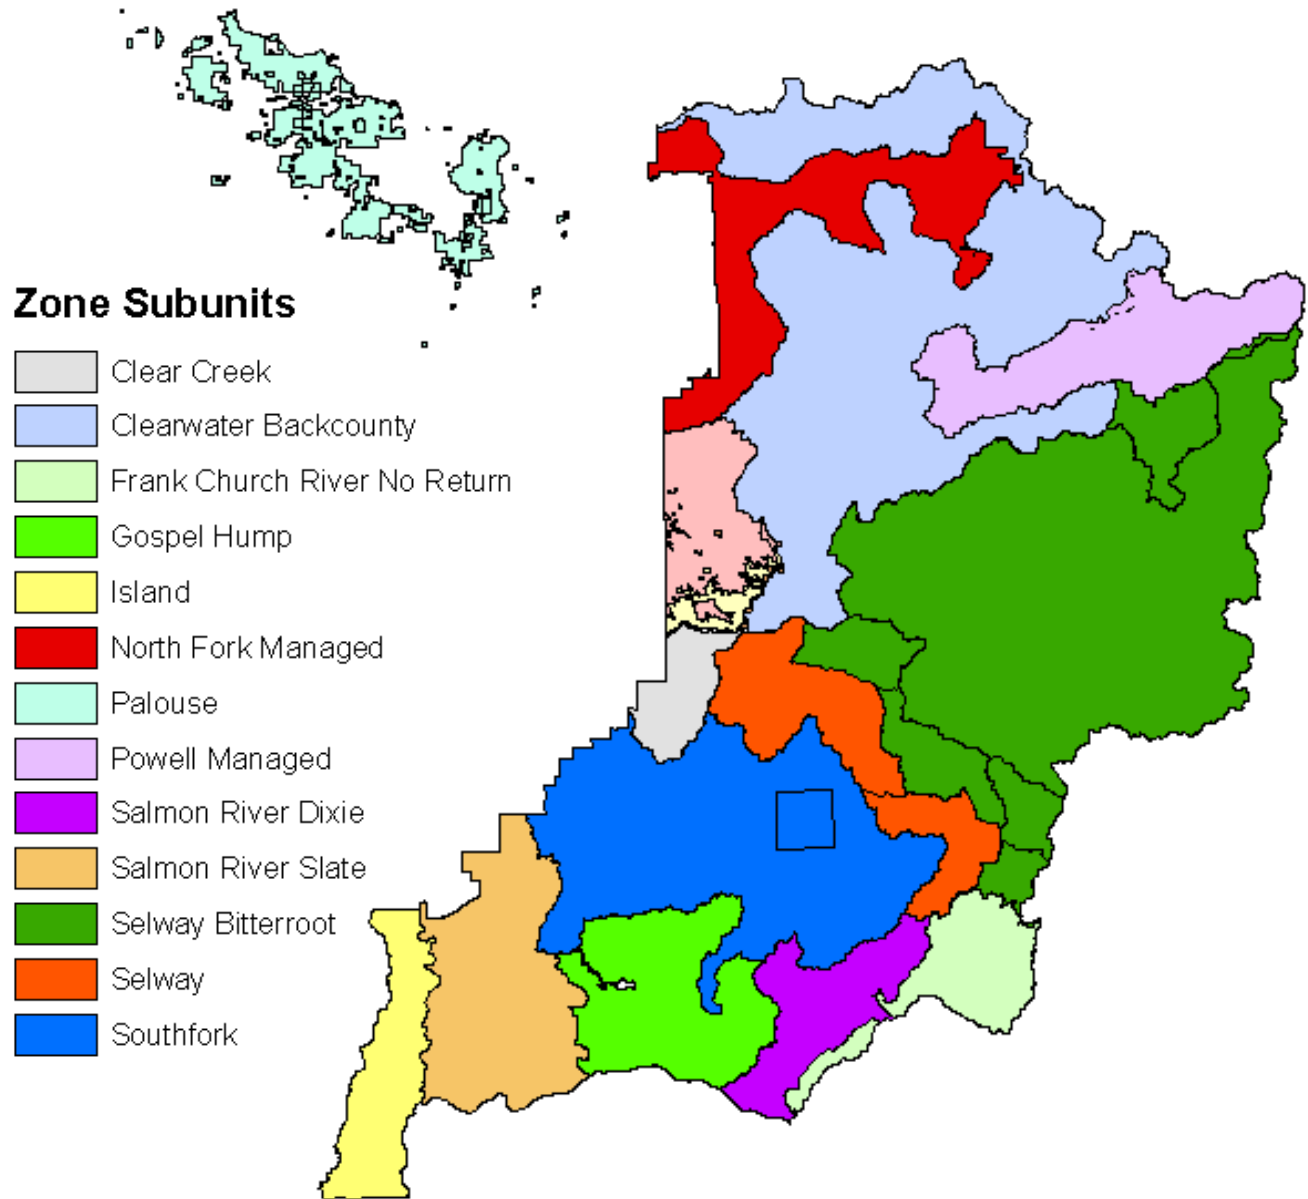 Zone Subunits
Clear Creek
Clearwater Backcounty
Frank Church River No Return
Gospel Hump
Island
North Fork Managed
Palouse
Powell Managed
Salmon River Dixie
Salmon River Slate
Selway Bitterroot
Selway
Southfork